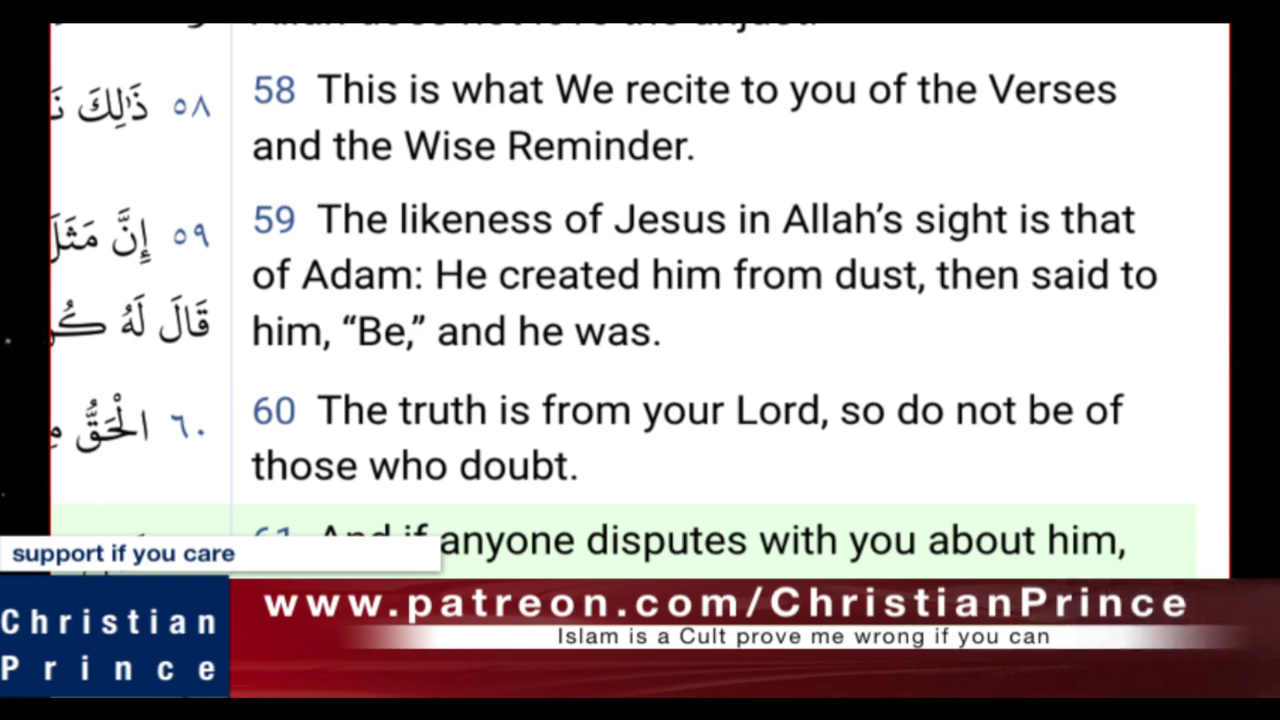 58 This is what We recite to you of the Verses
and the Wise Reminder.
59 The likeness of Jesus in Allah’s sight is that
of Adam: He created him from dust, then said to
him, “Be,” and he was.
60 The truth is from your Lord, so do not be of
those who doubt.
61 And if anyone disputes with you about him,
٥٨ ذَٰلِكَ
٥٩ إِنَّ مَثَلَ
قَالَ لَهُ
٦٠ الْحَقُّ
support if you care
Christian
Prince
www.patreon.com/ChristianPrince
Islam is a Cult prove me wrong if you can